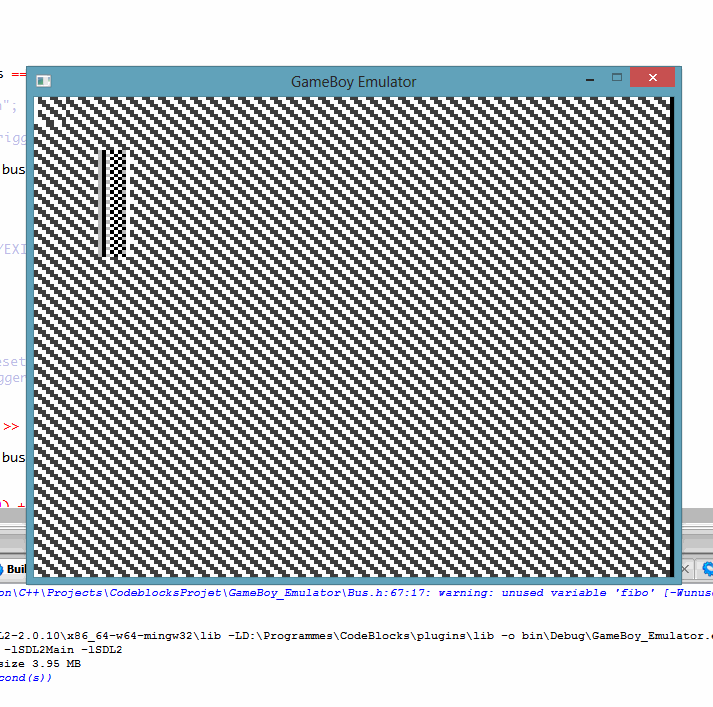 s ==
GameBoy Emulator
";
rigg
bus
/EXI
eset
gger
>>
bus
) +
Buil
on\C++\Projects\CodeblocksProjet\GameBoy_Emulator\Bus.h:67:17: warning: unused variable 'fibo' [-Wunus
L2-2.0.10\x86_64-w64-mingw32\lib -LD:\Programmes\CodeBlocks\plugins\lib -o bin\Debug\GameBoy_Emulator.
-lSDL2Main -lSDL2
size 3.95 MB
cond(s))